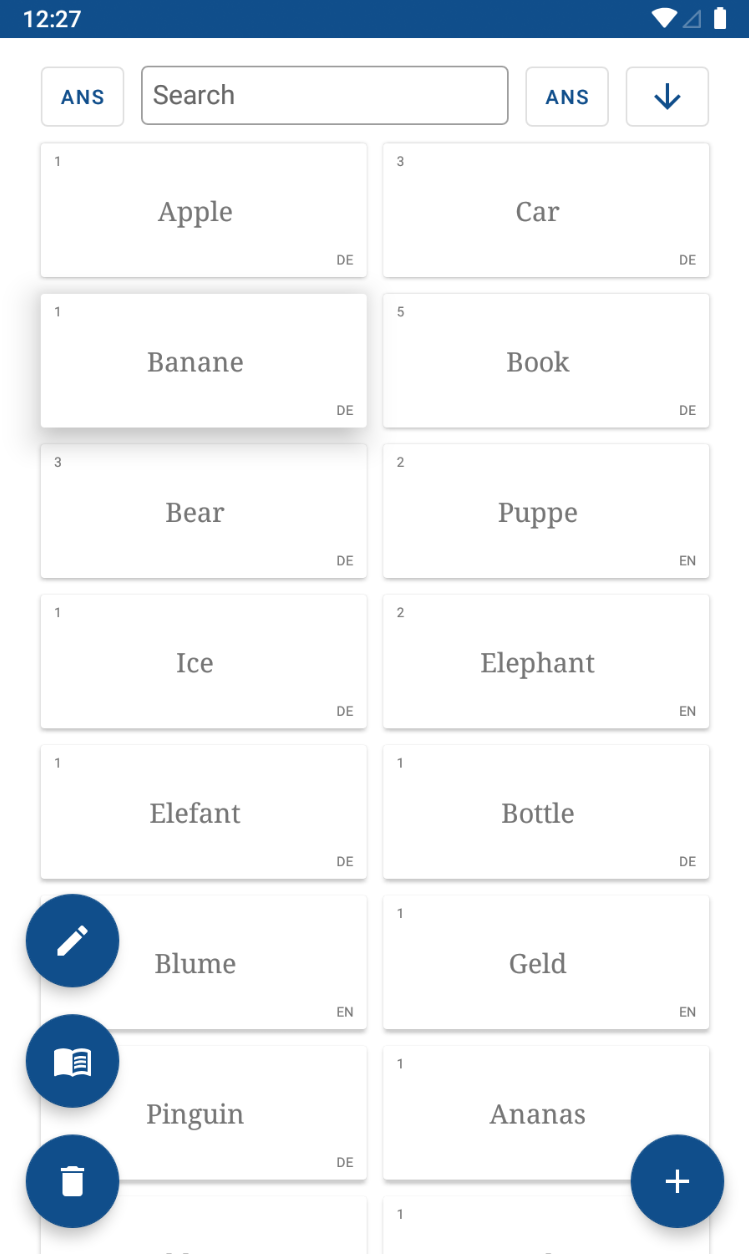 12:27
ANS
Search
ANS
1
Apple
DE
3
Car
DE
1
Banane
DE
5
Book
DE
3
Bear
DE
2
Puppe
EN
1
Ice
DE
2
Elephant
EN
1
Elefant
DE
1
Bottle
DE
Blume
EN
1
Geld
EN
Pinguin
DE
1
Ananas
1